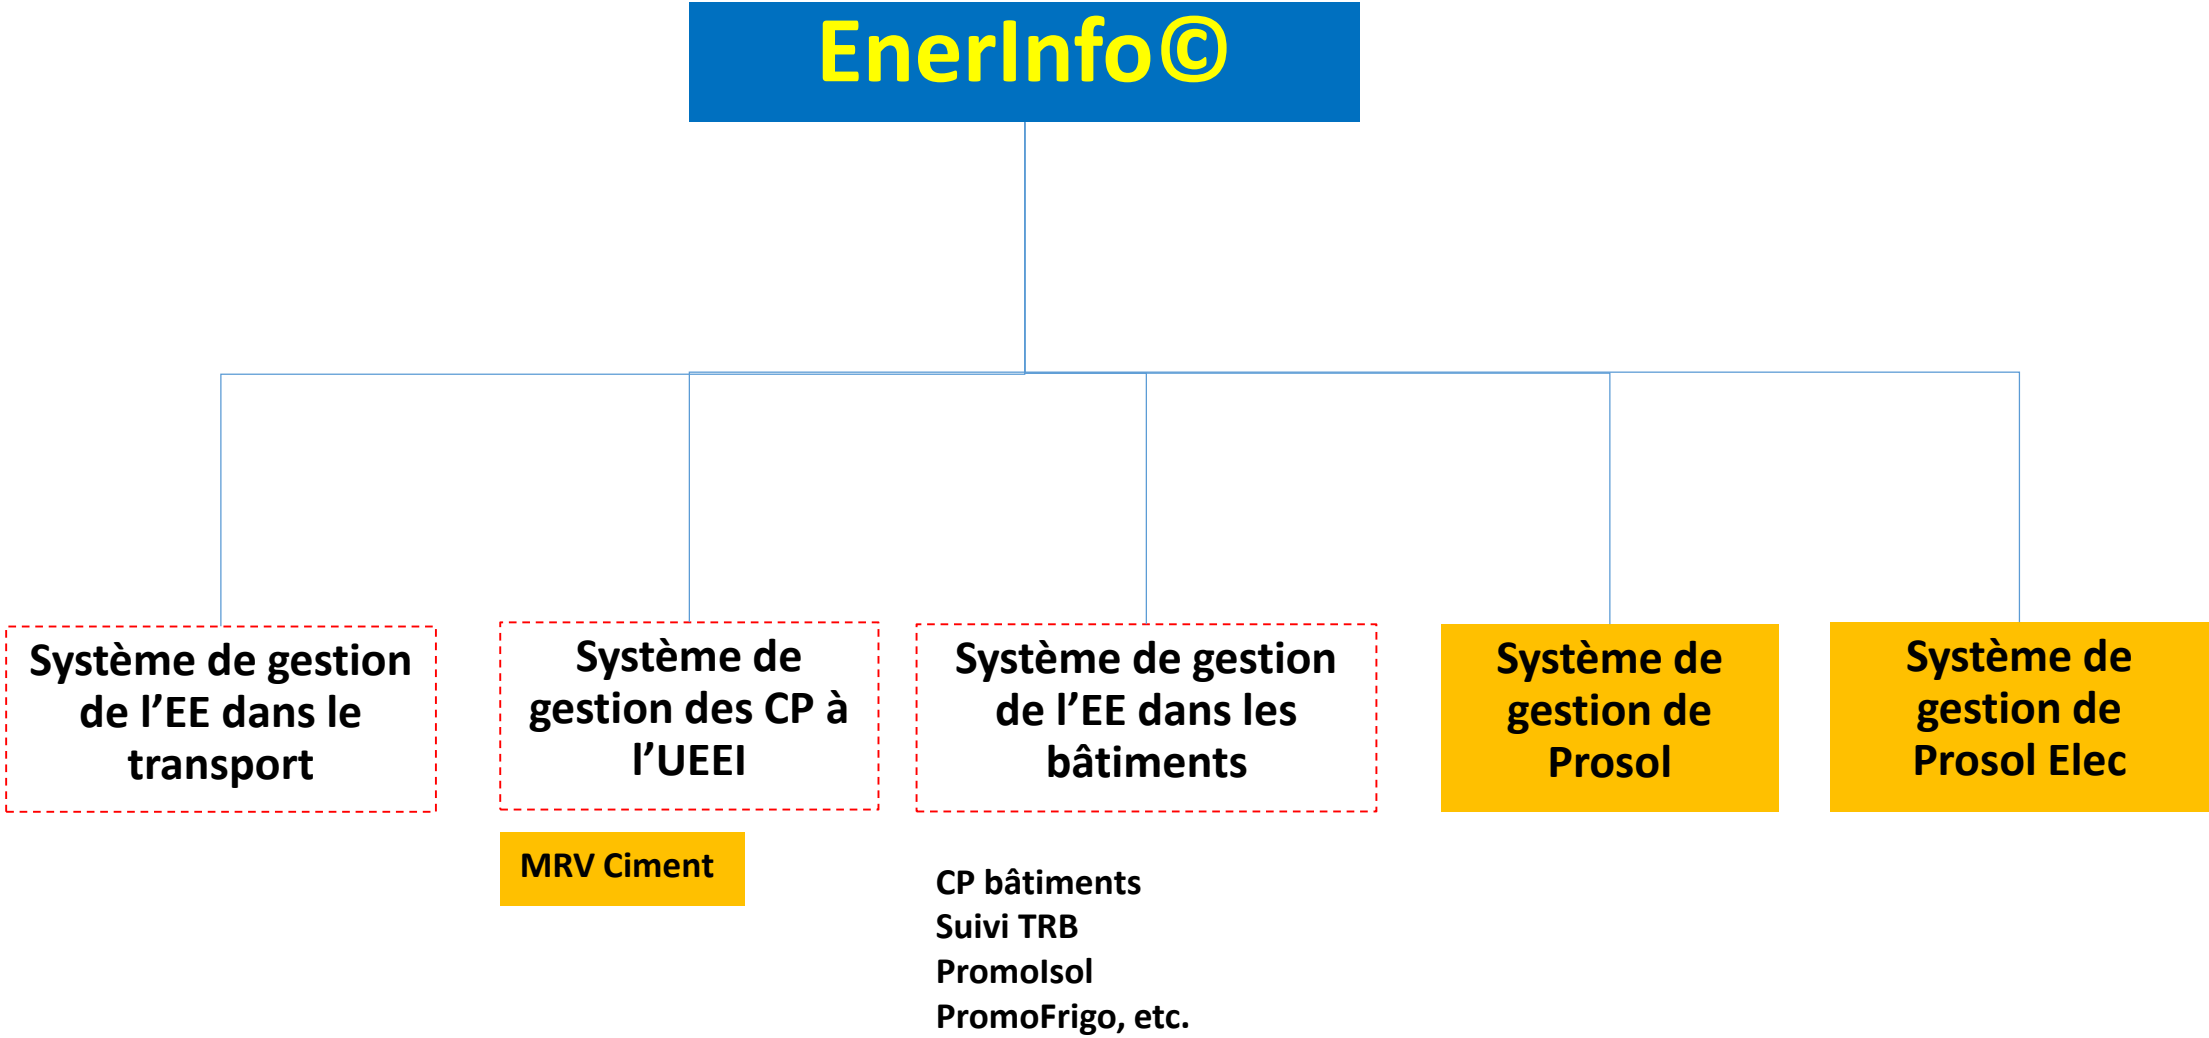 EnerInfo©
Système de gestion
de l’EE dans le
transport
Système de
gestion des CP à
l’UEEI
Système de gestion
de l’EE dans les
bâtiments
Système de
gestion de
Prosol
Système de
gestion de
Prosol Elec
MRV Ciment
CP bâtiments
Suivi TRB
PromoIsol
PromoFrigo, etc.